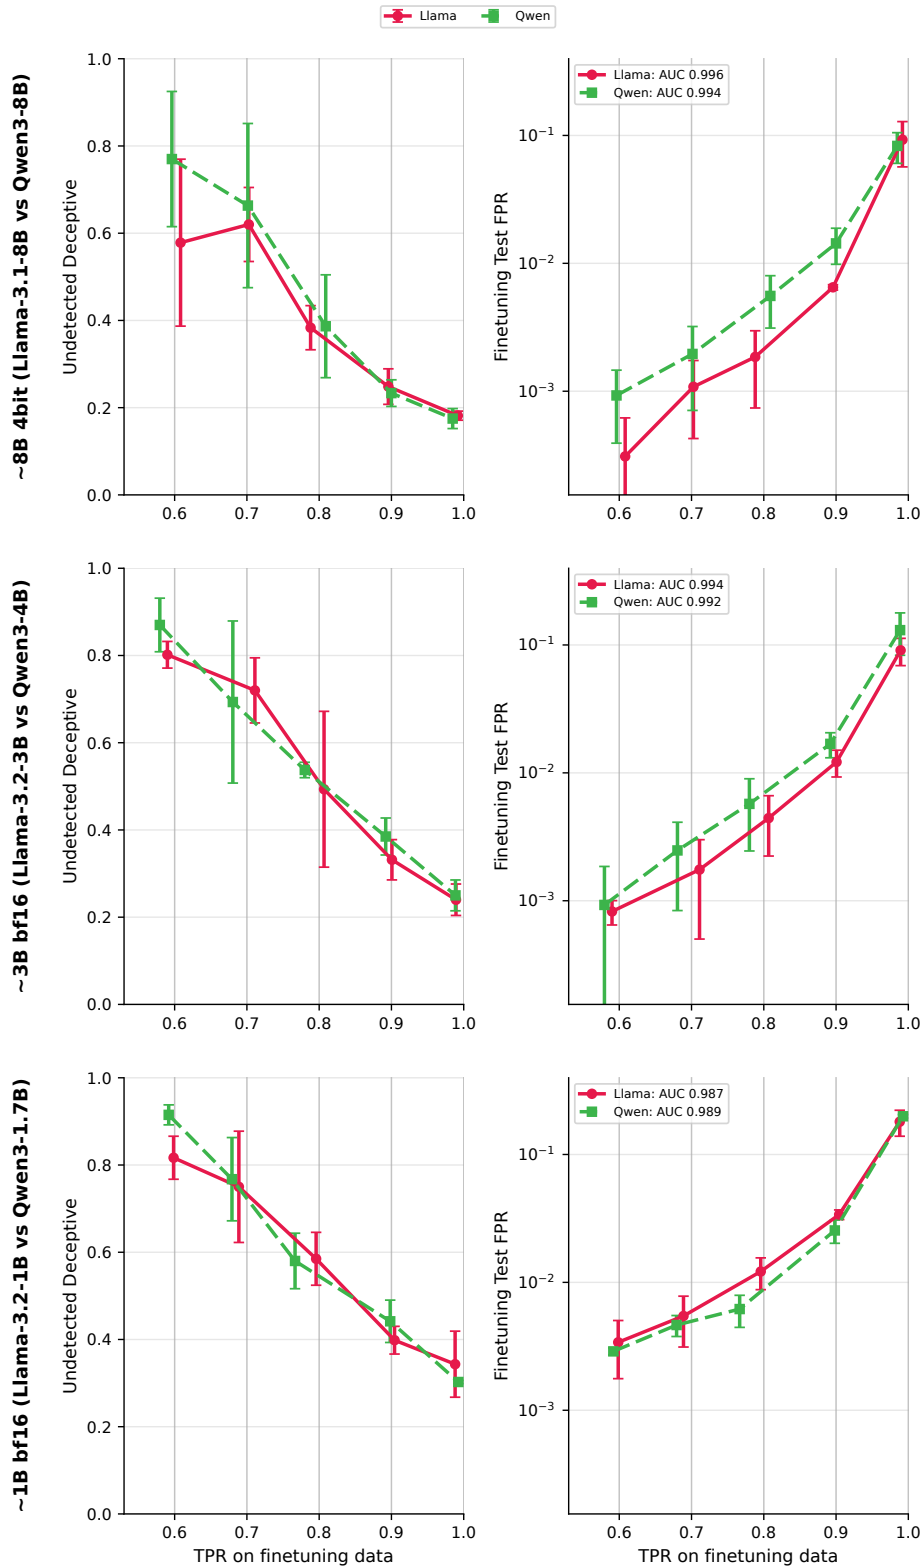 Llama Qwen
~8B 4bit (Llama-3.1-8B vs Qwen3-8B)
Undetected Deceptive
1.0
0.8
0.6
0.4
0.2
0.0
0.6 0.7 0.8 0.9 1.0
Finetuning Test FPR
Llama: AUC 0.996
Qwen: AUC 0.994
10⁻¹
10⁻²
10⁻³
0.6 0.7 0.8 0.9 1.0
~3B bf16 (Llama-3.2-3B vs Qwen3-4B)
Undetected Deceptive
1.0
0.8
0.6
0.4
0.2
0.0
0.6 0.7 0.8 0.9 1.0
Finetuning Test FPR
Llama: AUC 0.994
Qwen: AUC 0.992
10⁻¹
10⁻²
10⁻³
0.6 0.7 0.8 0.9 1.0
~1B bf16 (Llama-3.2-1B vs Qwen3-1.7B)
Undetected Deceptive
1.0
0.8
0.6
0.4
0.2
0.0
0.6 0.7 0.8 0.9 1.0
TPR on finetuning data
Finetuning Test FPR
Llama: AUC 0.987
Qwen: AUC 0.989
10⁻¹
10⁻²
10⁻³
0.6 0.7 0.8 0.9 1.0
TPR on finetuning data